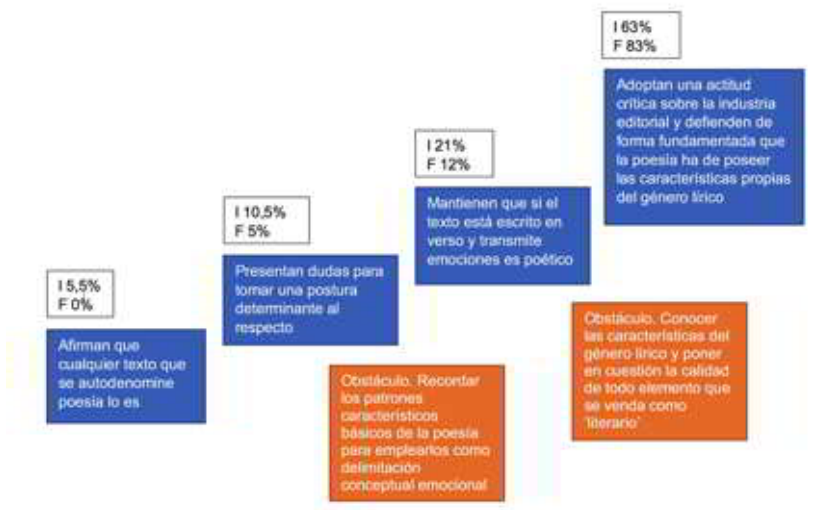 I 63%
F 83%
Adoptan una actitud
crítica sobre la industria
editorial y defienden de
forma fundamentada que
la poesía ha de poseer
las características propias
del género lírico
I 21%
F 12%
Mantienen que si el
texto está escrito en
verso y transmite
emociones es poético
I 10,5%
F 5%
Presentan dudas para
tomar una postura
determinante al
respecto
I 5,5%
F 0%
Afirman que
cualquier texto que
se autodenomine
poesía lo es
Obstáculo. Recordar
los patrones
característicos
básicos de la poesía
para emplearlos como
delimitación
conceptual emocional
Obstáculo. Conocer
las características del
género lírico y poner
en cuestión la calidad
de todo elemento que
se venda como
'literario'